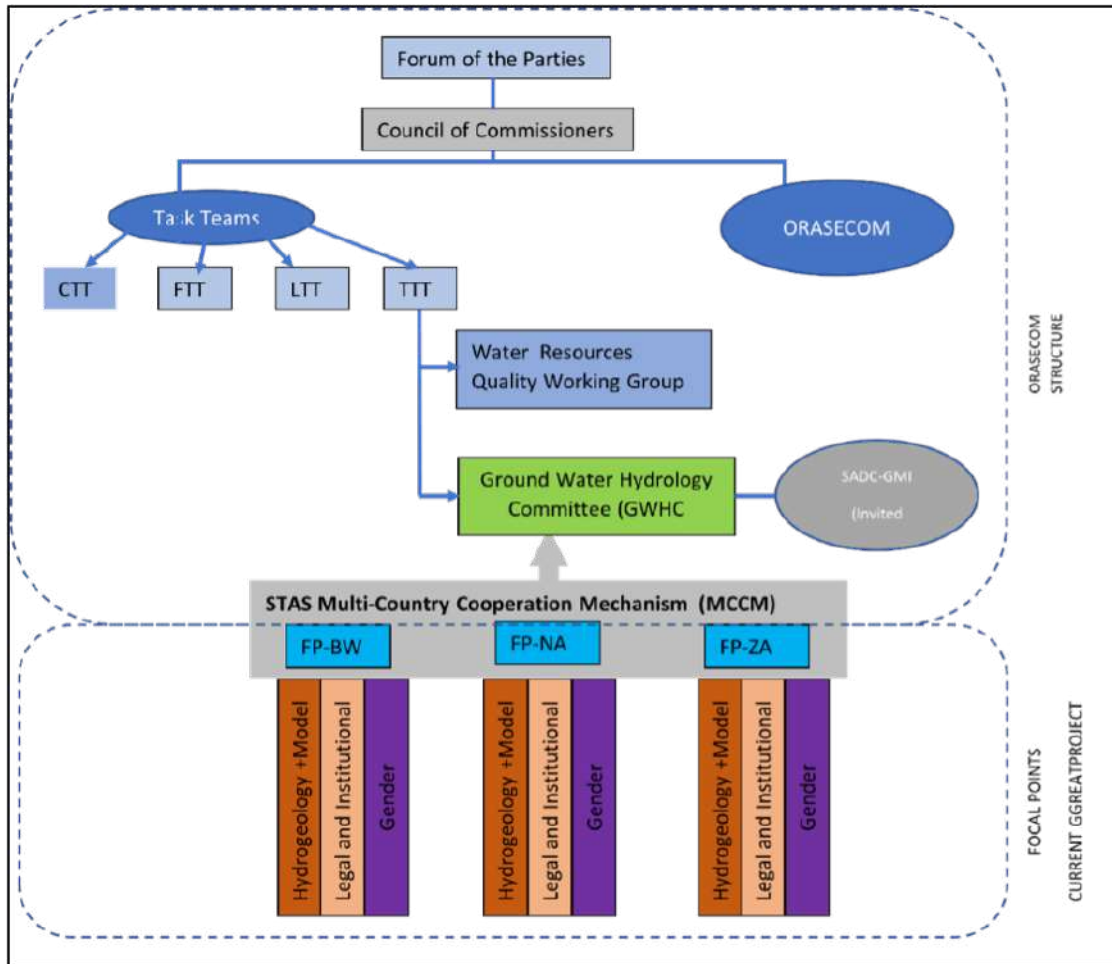 Forum of the Parties
Council of Commissioners
Task Teams
ORASECOM
CTT
FTT
LTT
TTT
Water Resources
Quality Working Group
Ground Water Hydrology
Committee (GWHC
SADC-GMI
(Invited
STAS Multi-Country Cooperation Mechanism (MCCM)
FP-BW
FP-NA
FP-ZA
Hydrogeology +Model
Legal and Institutional
Gender
Hydrogeology +Model
Legal and Institutional
Gender
Hydrogeology +Model
Legal and Institutional
Gender
ORASECOM
STRUCTURE
FOCAL POINTS
CURRENT GGREATPROJECT